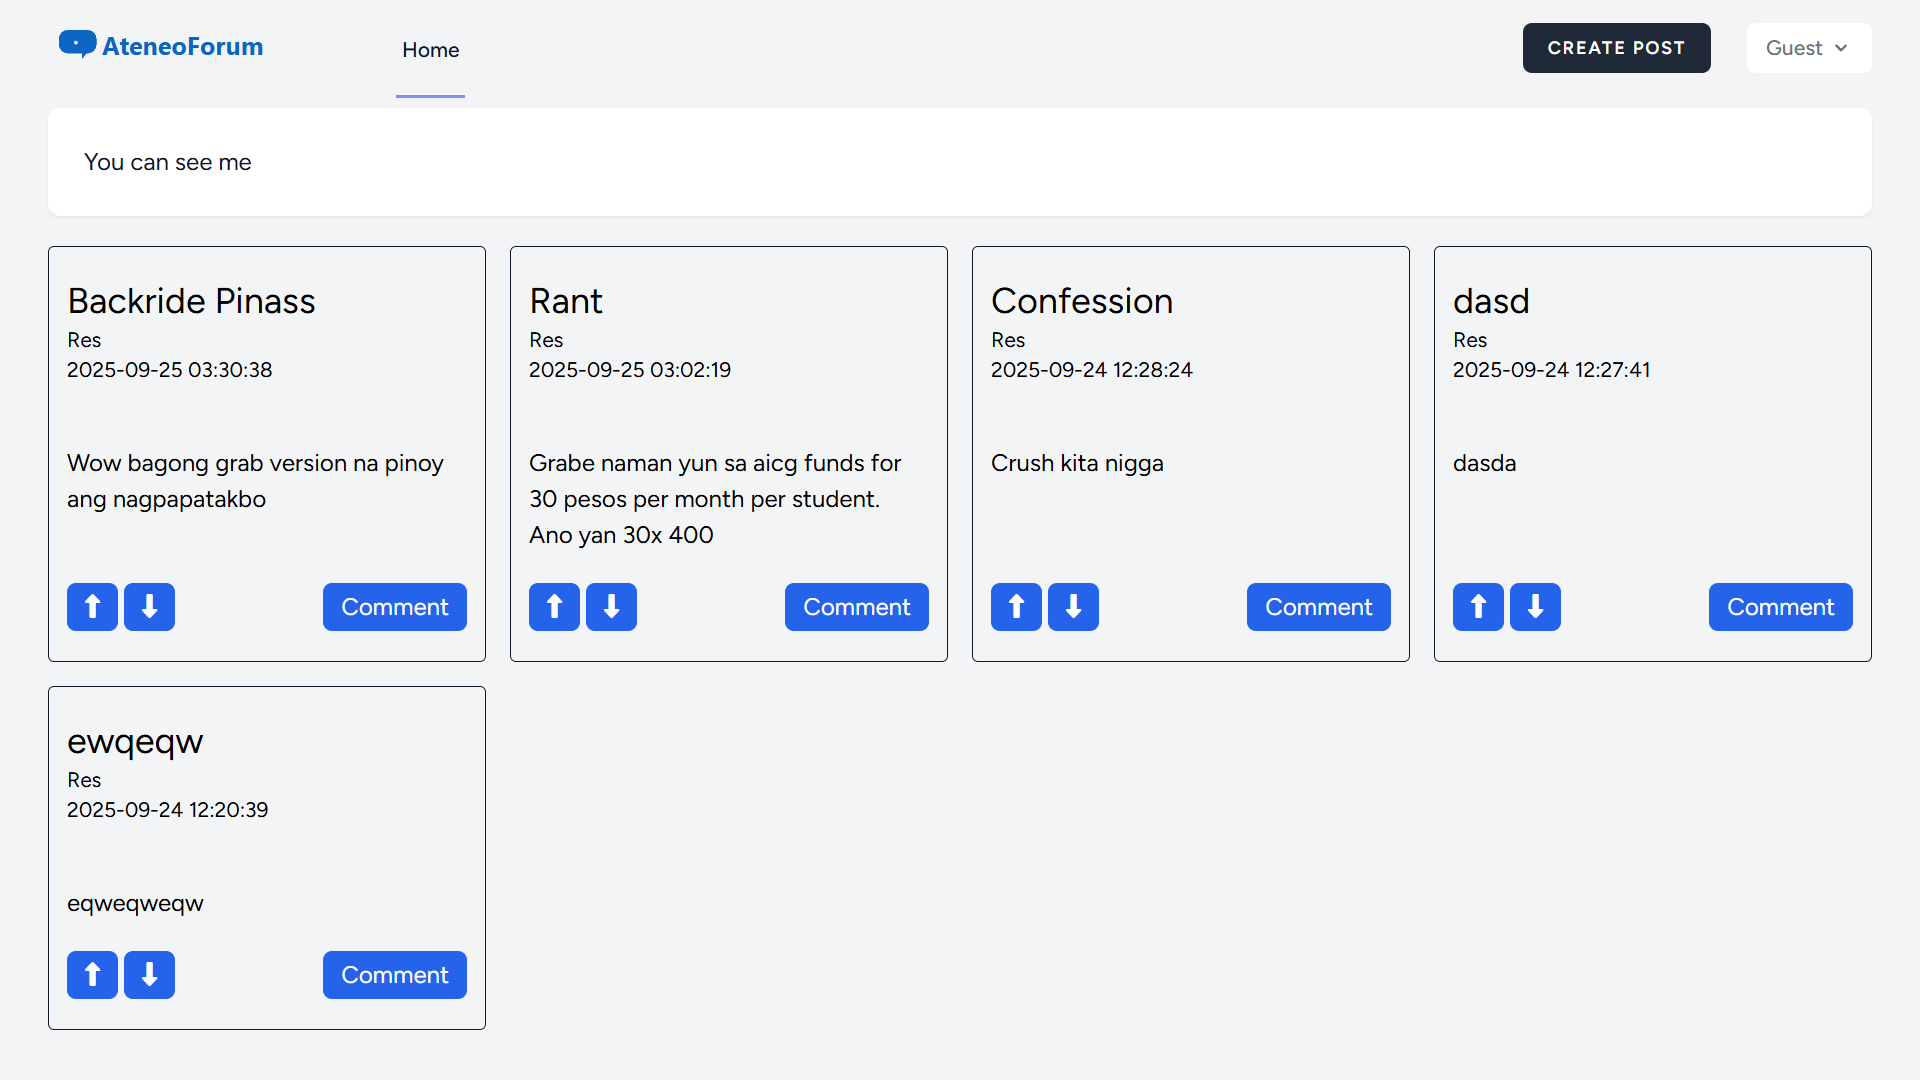 AteneoForum
Home
CREATE POST
Guest
You can see me
Backride Pinass
Res
2025-09-25 03:30:38
Wow bagong grab version na pinoy
ang nagpapatakbo
Comment
Rant
Res
2025-09-25 03:02:19
Grabe naman yun sa aicg funds for
30 pesos per month per student.
Ano yan 30x 400
Comment
Confession
Res
2025-09-24 12:28:24
Crush kita nigga
Comment
dasd
Res
2025-09-24 12:27:41
dasda
Comment
ewqeqw
Res
2025-09-24 12:20:39
eqweqweqw
Comment